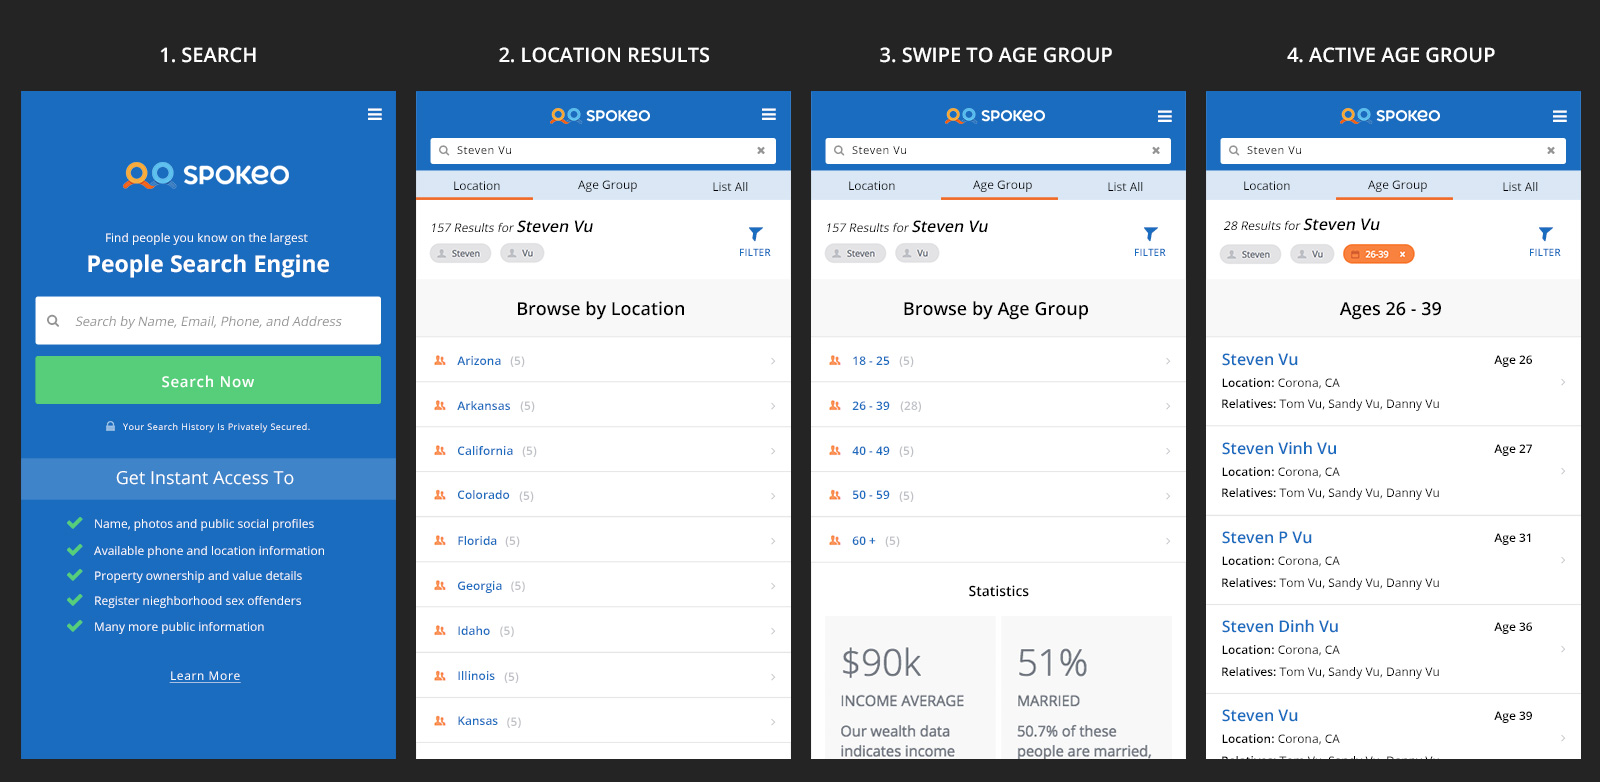 1. SEARCH
SPOKEO
Find people you know on the largest
People Search Engine
Search by Name, Email, Phone, and Address
Search Now
Your Search History Is Privately Secured.
Get Instant Access To
Name, photos and public social profiles
Available phone and location information
Property ownership and value details
Register nieghborhood sex offenders
Many more public information
Learn More
2. LOCATION RESULTS
SPOKEO
Steven Vu
Location Age Group List All
157 Results for Steven Vu
Steven Vu
FILTER
Browse by Location
Arizona (5)
Arkansas (5)
California (5)
Colorado (5)
Florida (5)
Georgia (5)
Idaho (5)
Illinois (5)
Kansas (5)
3. SWIPE TO AGE GROUP
SPOKEO
Steven Vu
Location Age Group List All
157 Results for Steven Vu
Steven Vu
FILTER
Browse by Age Group
18 - 25 (5)
26 - 39 (28)
40 - 49 (5)
50 - 59 (5)
60 + (5)
Statistics
$90k
INCOME AVERAGE
Our wealth data
indicates income
51%
MARRIED
50.7% of these
people are married,
4. ACTIVE AGE GROUP
SPOKEO
Steven Vu
Location Age Group List All
28 Results for Steven Vu
Steven Vu 26-39 x
FILTER
Ages 26 - 39
Steven Vu Age 26
Location: Corona, CA
Relatives: Tom Vu, Sandy Vu, Danny Vu
Steven Vinh Vu Age 27
Location: Corona, CA
Relatives: Tom Vu, Sandy Vu, Danny Vu
Steven P Vu Age 31
Location: Corona, CA
Relatives: Tom Vu, Sandy Vu, Danny Vu
Steven Dinh Vu Age 36
Location: Corona, CA
Relatives: Tom Vu, Sandy Vu, Danny Vu
Steven Vu Age 39
Location: Corona, CA
Relatives: Tom Vu, Sandy Vu, Danny Vu